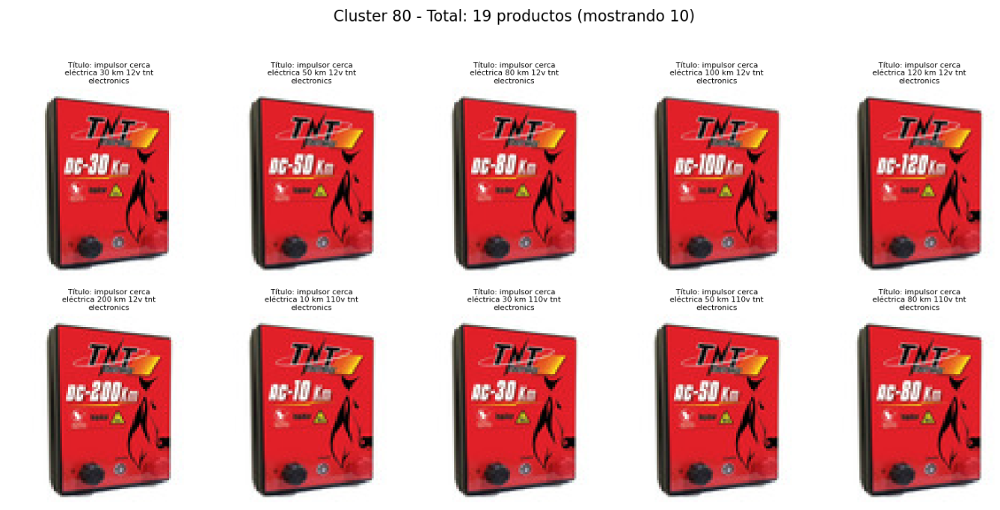 Cluster 80 - Total: 19 productos (mostrando 10)
Título: impulsor cerca
eléctrica 30 km 12v tnt
electronics
TNT
DC-30 Km
Título: impulsor cerca
eléctrica 50 km 12v tnt
electronics
TNT
DC-50 Km
Título: impulsor cerca
eléctrica 80 km 12v tnt
electronics
TNT
DC-80 Km
Título: impulsor cerca
eléctrica 100 km 12v tnt
electronics
TNT
DC-100 Km
Título: impulsor cerca
eléctrica 120 km 12v tnt
electronics
TNT
DC-120 Km
Título: impulsor cerca
eléctrica 200 km 12v tnt
electronics
TNT
DC-200 Km
Título: impulsor cerca
eléctrica 10 km 110v tnt
electronics
TNT
AC-10 Km
Título: impulsor cerca
eléctrica 30 km 110v tnt
electronics
TNT
AC-30 Km
Título: impulsor cerca
eléctrica 50 km 110v tnt
electronics
TNT
AC-50 Km
Título: impulsor cerca
eléctrica 80 km 110v tnt
electronics
TNT
AC-80 Km